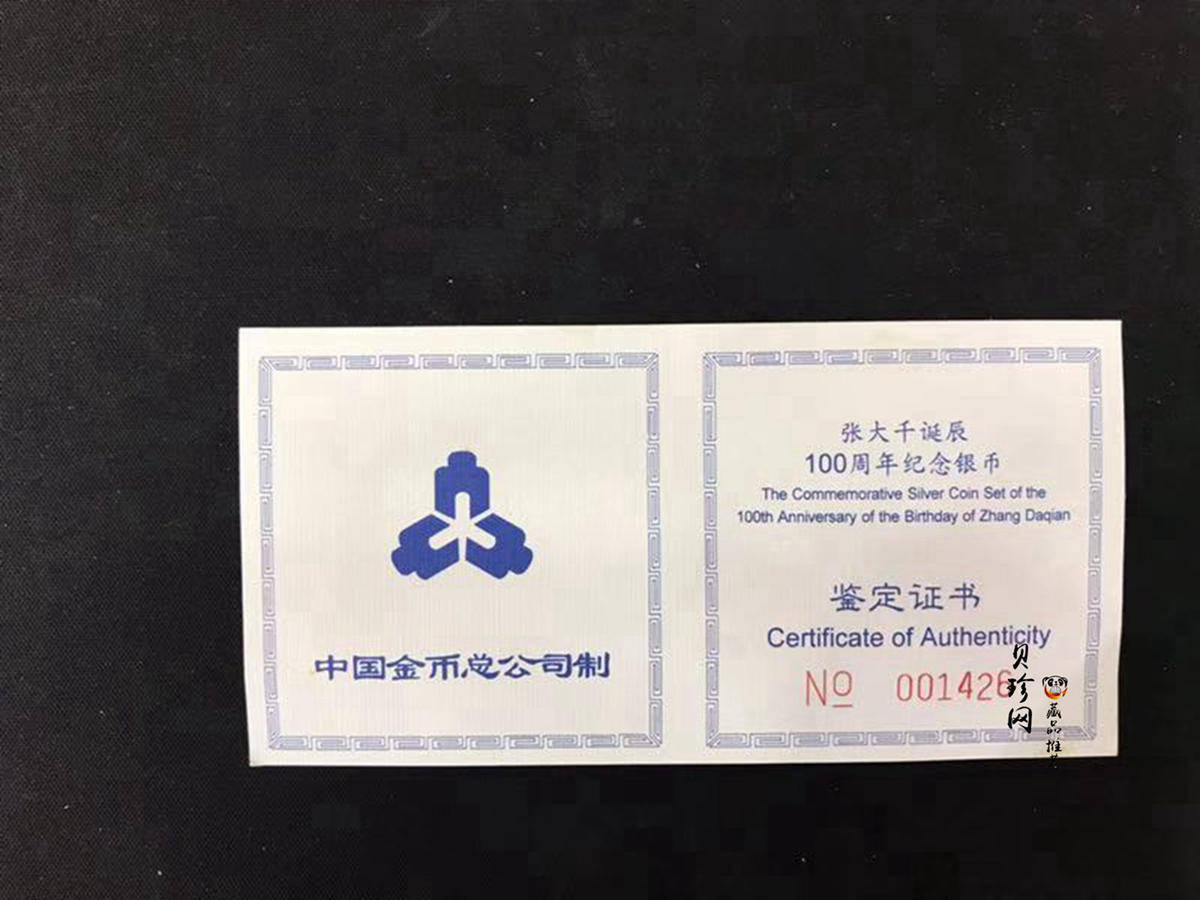 中国金币总公司制
张大千诞辰
100周年纪念银币
The Commemorative Silver Coin Set of the
100th Anniversary of the Birthday of Zhang Daqian
鉴定证书
Certificate of Authenticity
No 001426
贝珍网
藏品推